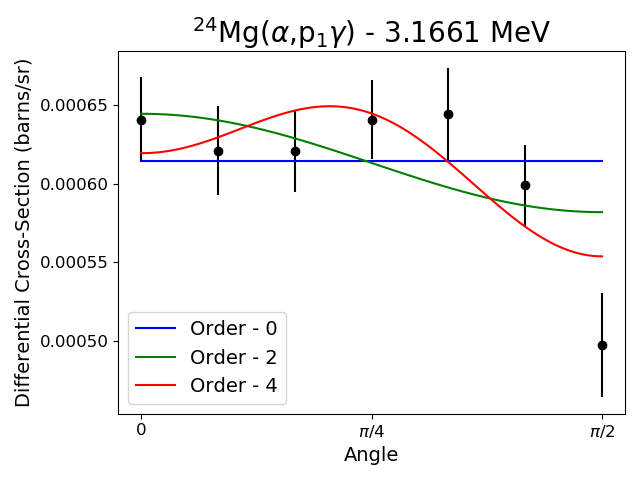 ²⁴Mg(α,p₁γ) - 3.1661 MeV
Differential Cross-Section (barns/sr)
0.00065
0.00060
0.00055
0.00050
Order - 0
Order - 2
Order - 4
0
π/4
π/2
Angle